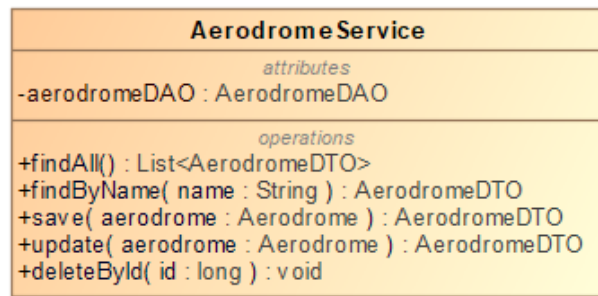 AerodromeService
attributes
-aerodromeDAO : AerodromeDAO
operations
+findAll() : List<AerodromeDTO>
+findByName( name : String ) : AerodromeDTO
+save( aerodrome : Aerodrome ) : AerodromeDTO
+update( aerodrome : Aerodrome ) : AerodromeDTO
+deleteById( id : long ) : void